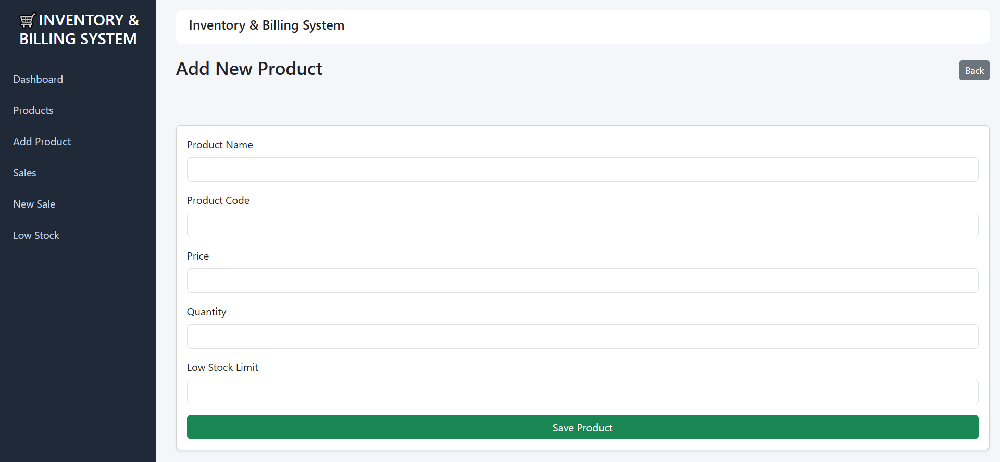 INVENTORY &
BILLING SYSTEM
Dashboard
Products
Add Product
Sales
New Sale
Low Stock
Inventory & Billing System
Add New Product
Back
Product Name
Product Code
Price
Quantity
Low Stock Limit
Save Product